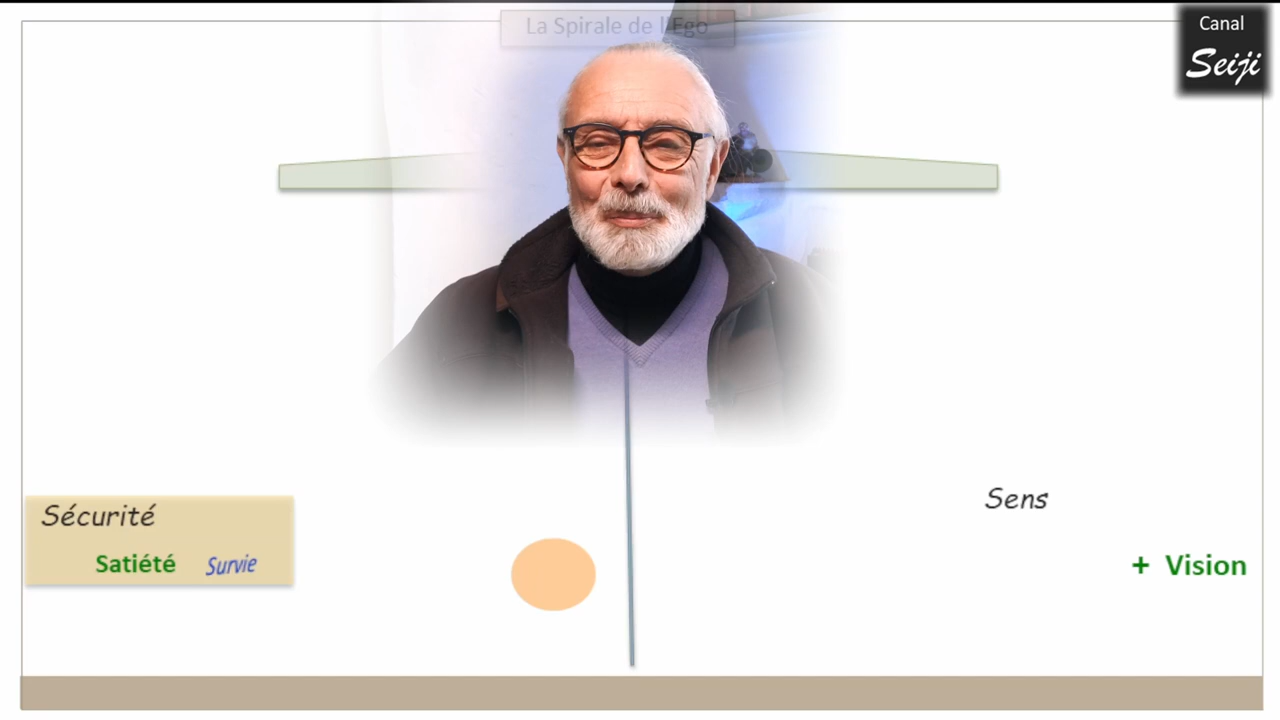 La Spirale de l'Ego
Canal
Seiji
Sécurité
Satiété Survie
Sens
+ Vision